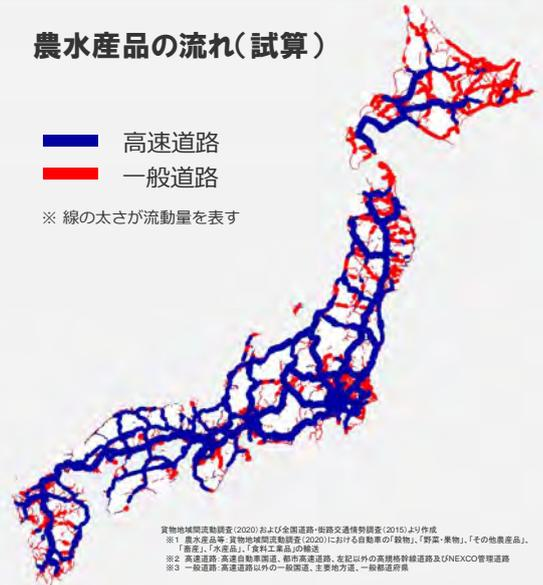 農水産品の流れ(試算)
高速道路
一般道路
※ 線の太さが流動量を表す
貨物地域間流動調査(2020)および全国道路・街路交通情勢調査(2015)より作成
※1 農水産品等:貨物地域間流動調査(2020)における自動車の「穀物」、「野菜・果物」、「その他農産品」、
「畜産」、「水産品」、「食料工業品」の輸送
※2 高速道路:高速自動車国道、都市高速道路、左記以外の高規格幹線道路及びNEXCO管理道路
※3 一般道路:高速道路以外の一般国道、主要地方道、一般都道府県